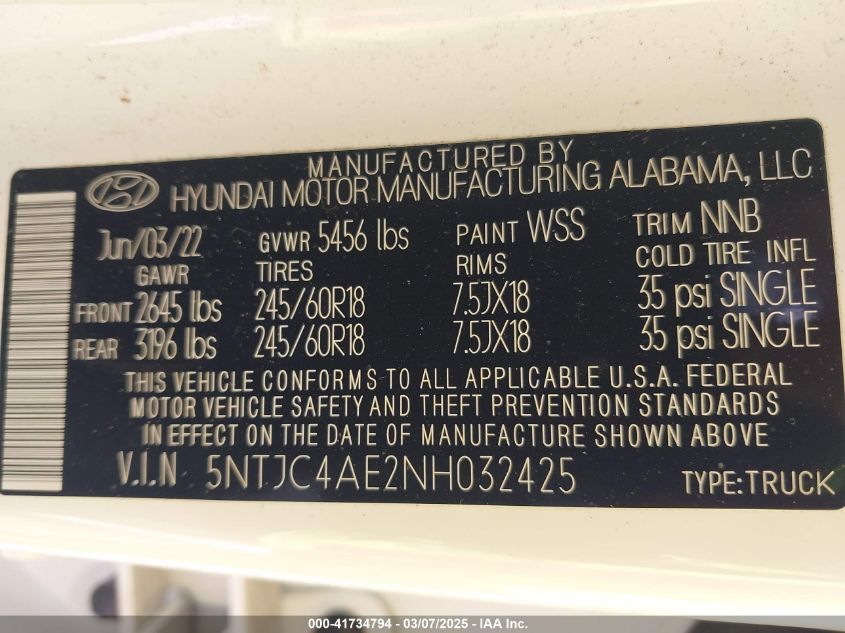 MANUFACTURED BY
HYUNDAI MOTOR MANUFACTURING ALABAMA, LLC
Jun/03/22 GVWR 5456 lbs PAINT WSS TRIM NNB
GAWR TIRES RIMS COLD TIRE INFL
FRONT 2645 lbs 245/60R18 7.5JX18 35 psi SINGLE
REAR 3196 lbs 245/60R18 7.5JX18 35 psi SINGLE
THIS VEHICLE CONFORMS TO ALL APPLICABLE U.S.A. FEDERAL
MOTOR VEHICLE SAFETY AND THEFT PREVENTION STANDARDS
IN EFFECT ON THE DATE OF MANUFACTURE SHOWN ABOVE
V.I.N 5NTJC4AE2NH032425 TYPE:TRUCK
000-41734794 — 03/07/2025 — IAA Inc.